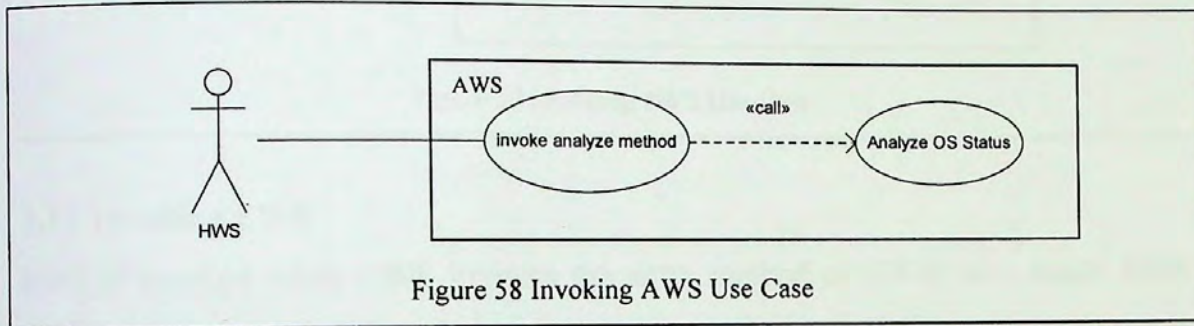 AWS
«call»
invoke analyze method
Analyze OS Status
HWS
Figure 58 Invoking AWS Use Case